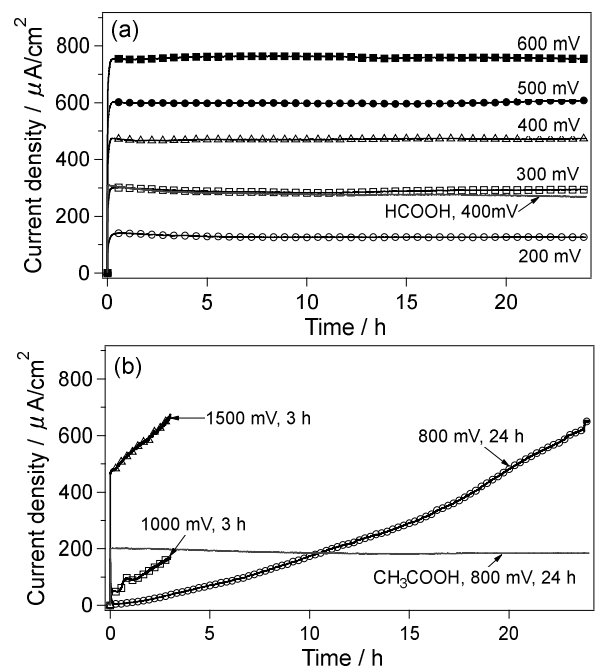 (a)
800
600
400
200
0
Current density / μA/cm²
600 mV
500 mV
400 mV
300 mV
HCOOH, 400mV
200 mV
0 5 10 15 20
Time / h
(b)
800
600
400
200
0
Current density / μA/cm²
1500 mV, 3 h
800 mV, 24 h
1000 mV, 3 h
CH₃COOH, 800 mV, 24 h
0 5 10 15 20
Time / h